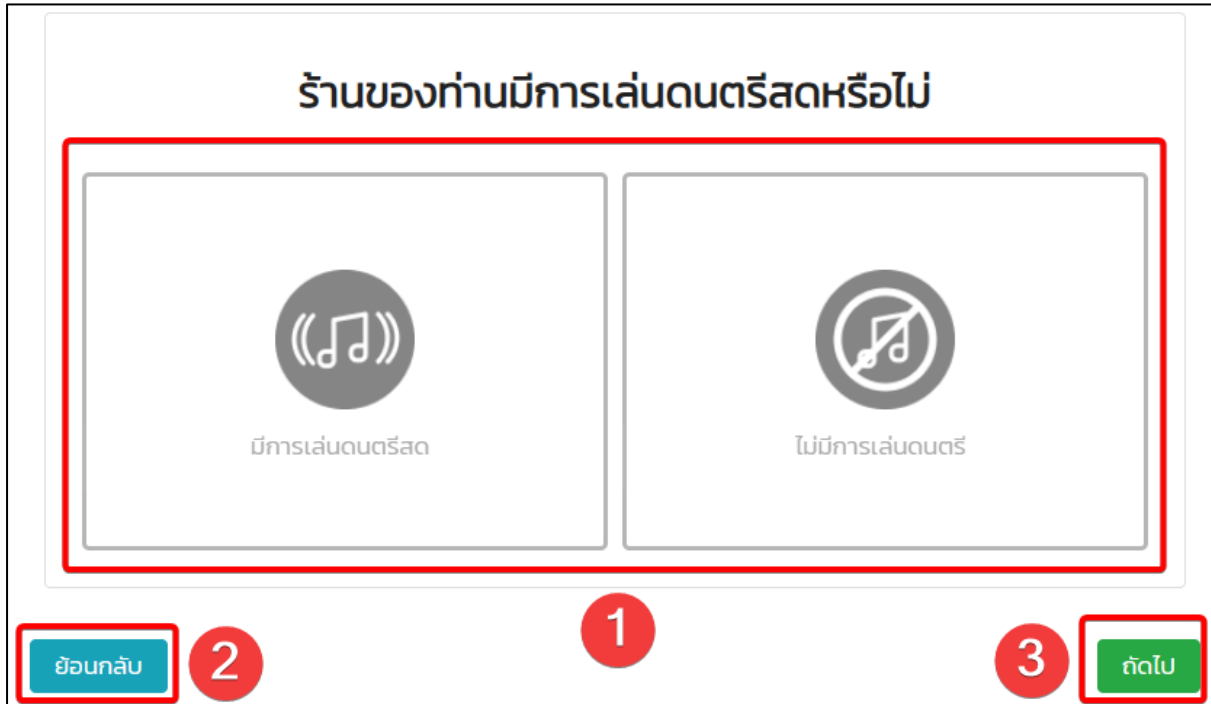 ร้านของท่านมีการเล่นดนตรีสดหรือไม่
มีการเล่นดนตรีสด
ไม่มีการเล่นดนตรี
1
ย้อนกลับ
2
3
ถัดไป